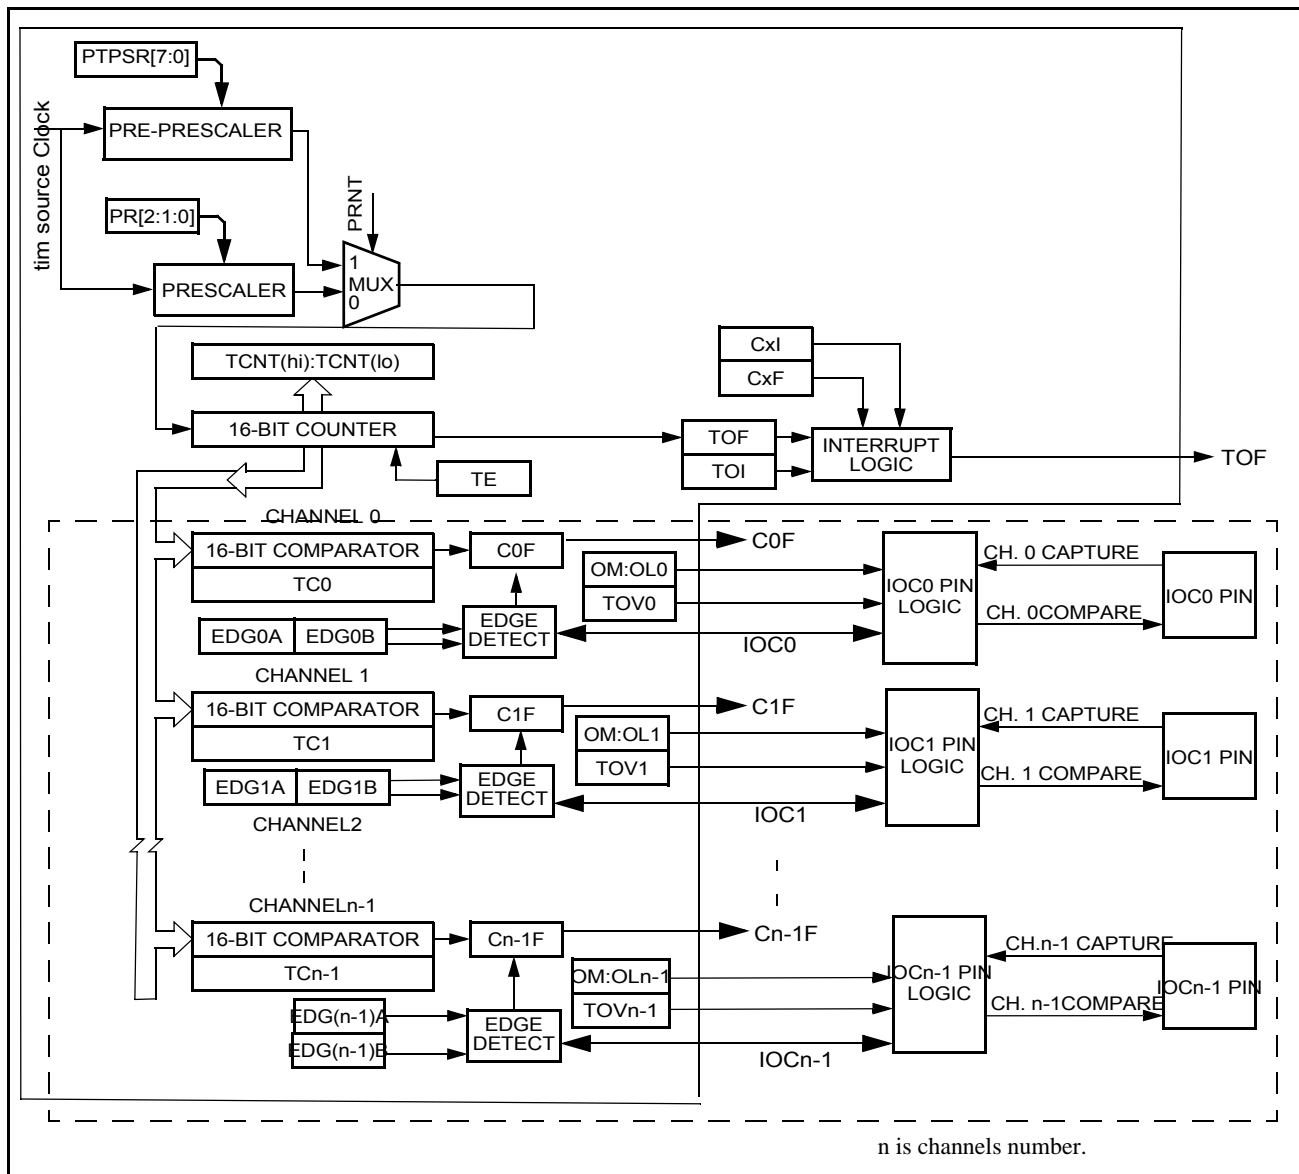 PTPSR[7:0]
tim source Clock
PRE-PRESCALER
PR[2:1:0]
PRNT
PRESCALER
1
MUX
0
TCNT(hi):TCNT(lo)
CxI
CxF
16-BIT COUNTER
TOF
TOI
INTERRUPT
LOGIC
TOF
TE
CHANNEL 0
16-BIT COMPARATOR
TC0
C0F
C0F
OM:OL0
TOV0
EDG0A
EDG0B
EDGE
DETECT
IOC0
IOC0 PIN
LOGIC
CH. 0 CAPTURE
CH. 0COMPARE
IOC0 PIN
CHANNEL 1
16-BIT COMPARATOR
TC1
C1F
C1F
OM:OL1
TOV1
EDG1A
EDG1B
EDGE
DETECT
IOC1
IOC1 PIN
LOGIC
CH. 1 CAPTURE
CH. 1 COMPARE
IOC1 PIN
CHANNEL2
CHANNELn-1
16-BIT COMPARATOR
TCn-1
Cn-1F
Cn-1F
OM:OLn-1
TOVn-1
EDG(n-1)A
EDG(n-1)B
EDGE
DETECT
IOCn-1
IOCn-1 PIN
LOGIC
CH.n-1 CAPTURE
CH. n-1COMPARE
IOCn-1 PIN
n is channels number.